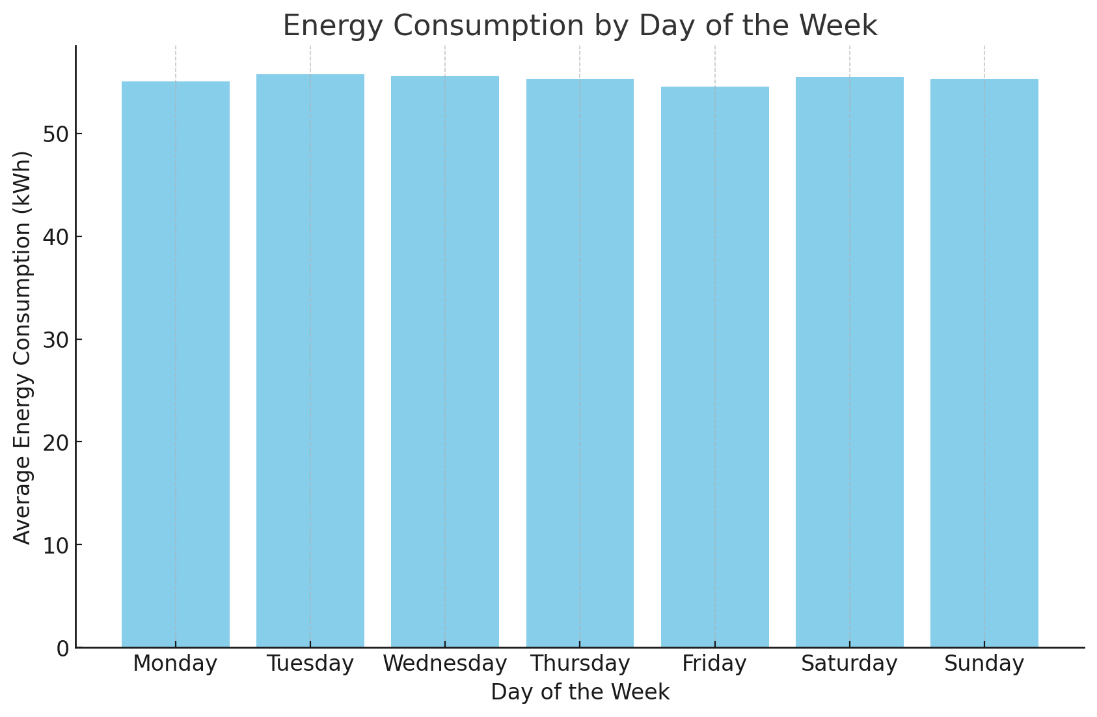 Energy Consumption by Day of the Week
Average Energy Consumption (kWh)
50
40
30
20
10
0
Monday Tuesday Wednesday Thursday Friday Saturday Sunday
Day of the Week